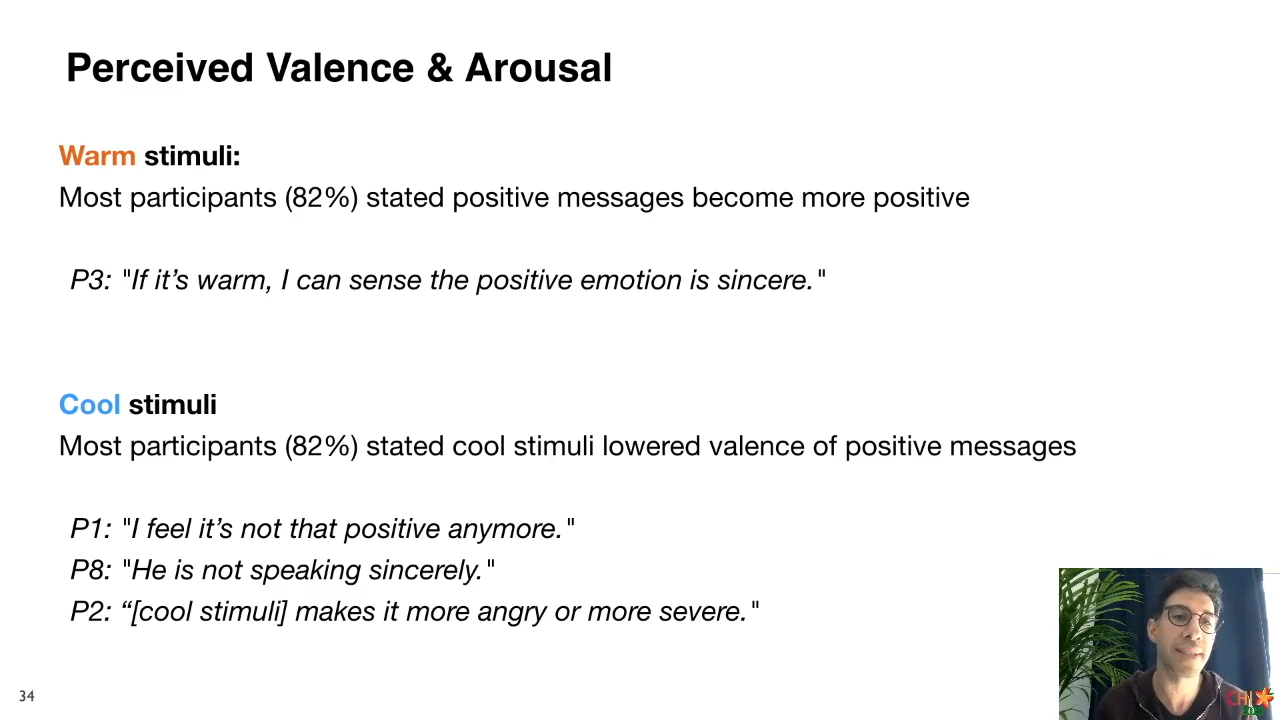 Perceived Valence & Arousal
Warm stimuli:
Most participants (82%) stated positive messages become more positive
P3: "If it’s warm, I can sense the positive emotion is sincere."
Cool stimuli
Most participants (82%) stated cool stimuli lowered valence of positive messages
P1: "I feel it’s not that positive anymore."
P8: "He is not speaking sincerely."
P2: “[cool stimuli] makes it more angry or more severe."
34
CHI